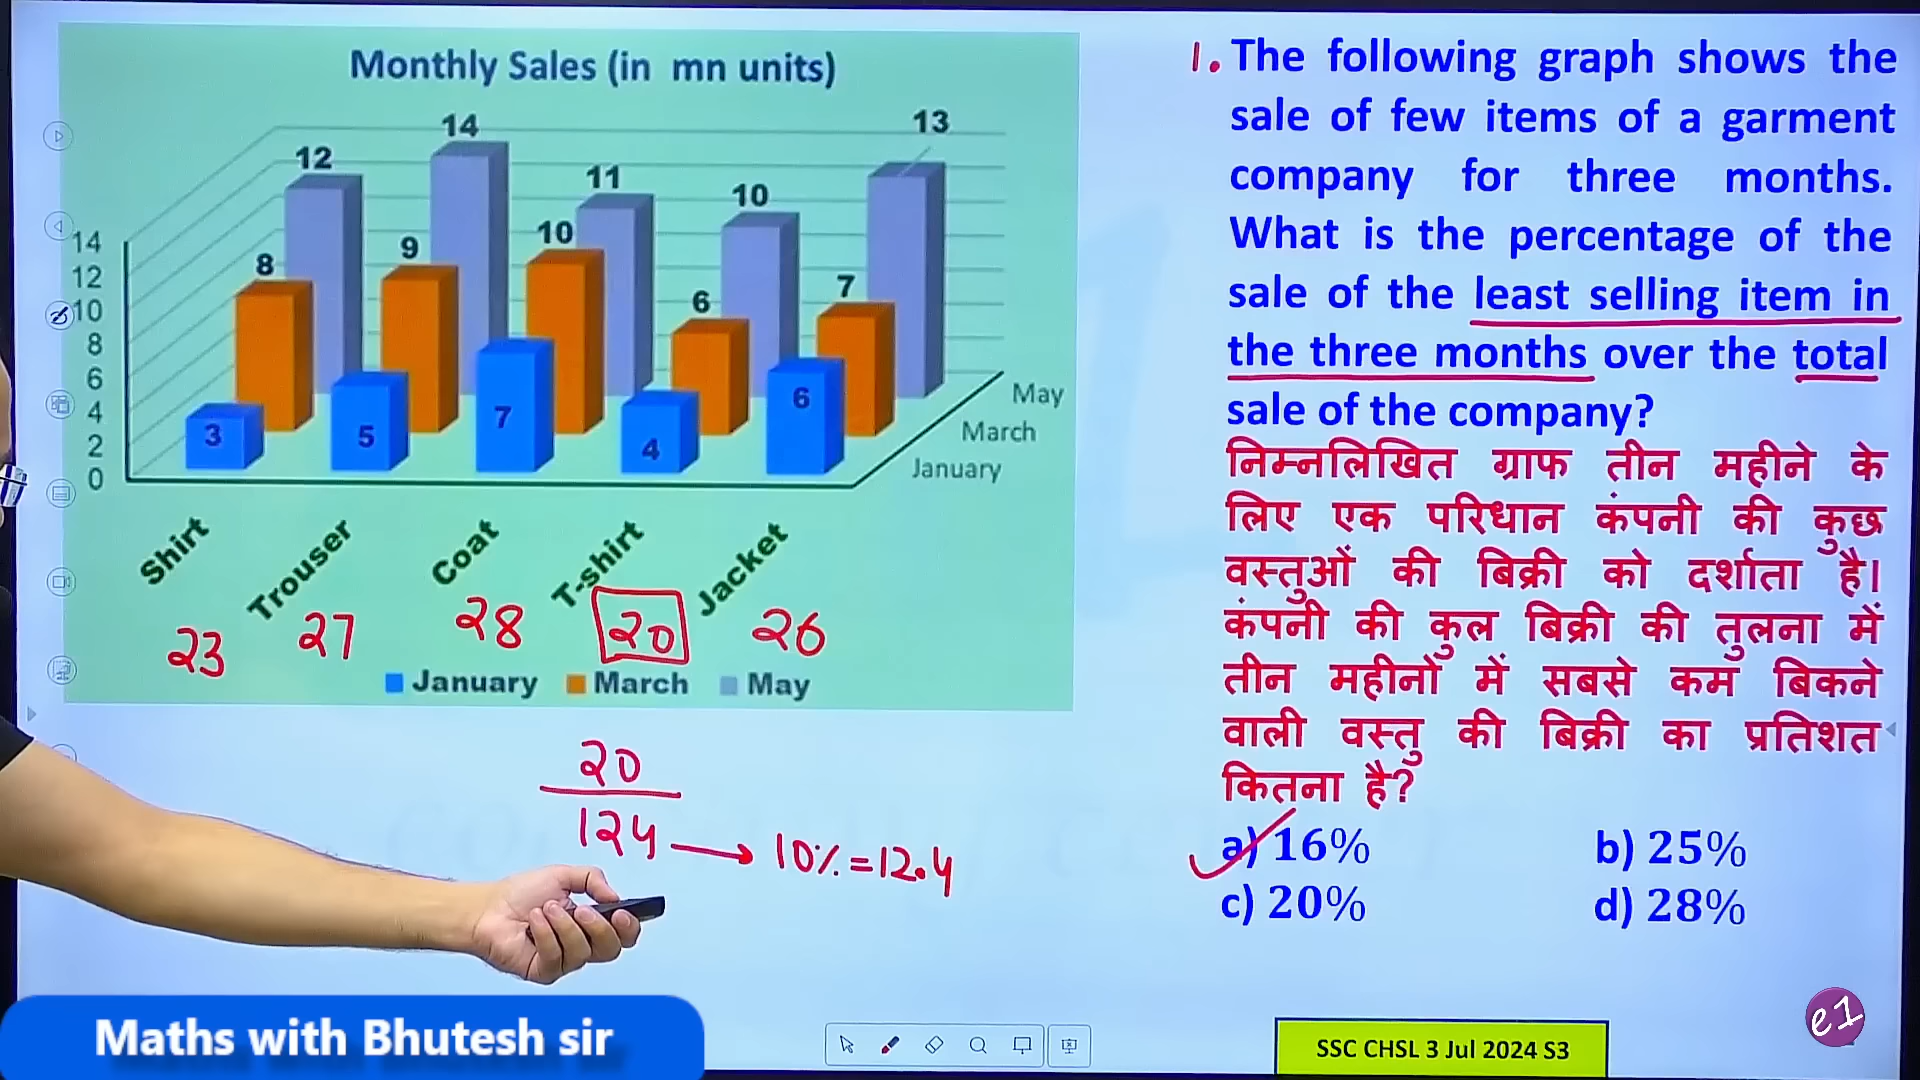 Monthly Sales (in mn units)
14
13
12
11
10
10
9
8
7
6
14
12
10
8
6
4
2
0
3
5
7
4
6
May
March
January
Shirt
Trouser
Coat
T-shirt
Jacket
23
27
28
20
26
January March May
20
124 → 10% = 12.4
1. The following graph shows the
sale of few items of a garment
company for three months.
What is the percentage of the
sale of the least selling item in
the three months over the total
sale of the company?
निम्नलिखित ग्राफ तीन महीने के
लिए एक परिधान कंपनी की कुछ
वस्तुओं की बिक्री को दर्शाता है।
कंपनी की कुल बिक्री की तुलना में
तीन महीनों में सबसे कम बिकने
वाली वस्तु की बिक्री का प्रतिशत
कितना है?
a) 16% b) 25%
c) 20% d) 28%
Maths with Bhutesh sir
SSC CHSL 3 Jul 2024 S3
e1